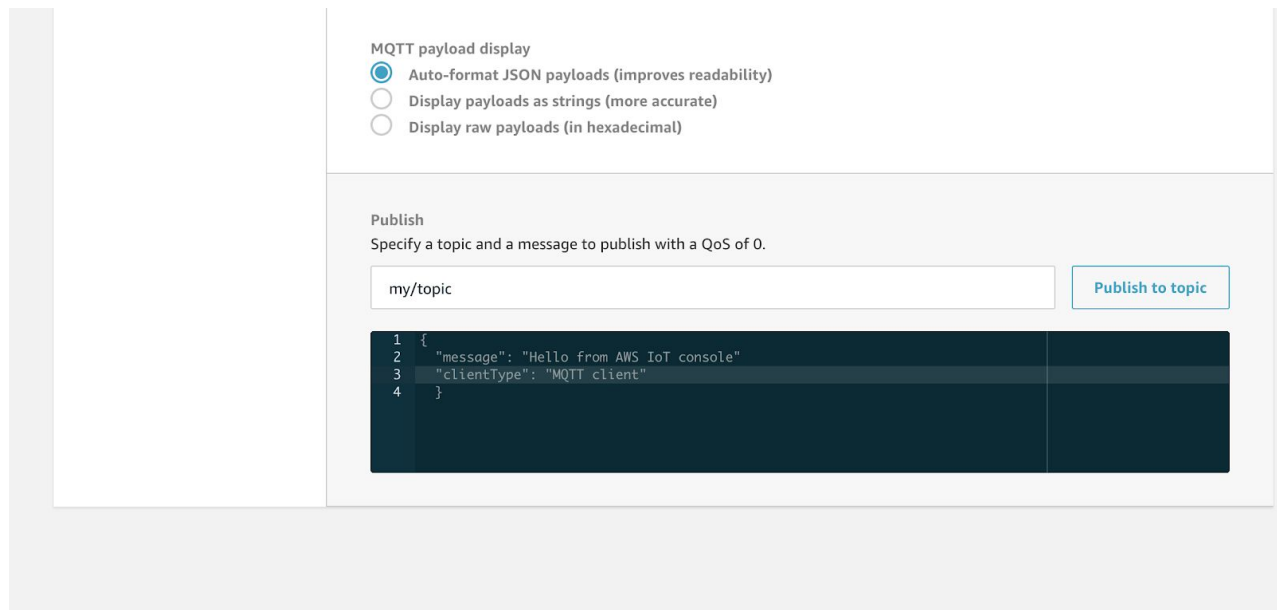 MQTT payload display
Auto-format JSON payloads (improves readability)
Display payloads as strings (more accurate)
Display raw payloads (in hexadecimal)
Publish
Specify a topic and a message to publish with a QoS of 0.
my/topic
Publish to topic
1 {
2 "message": "Hello from AWS IoT console"
3 "clientType": "MQTT client"
4 }